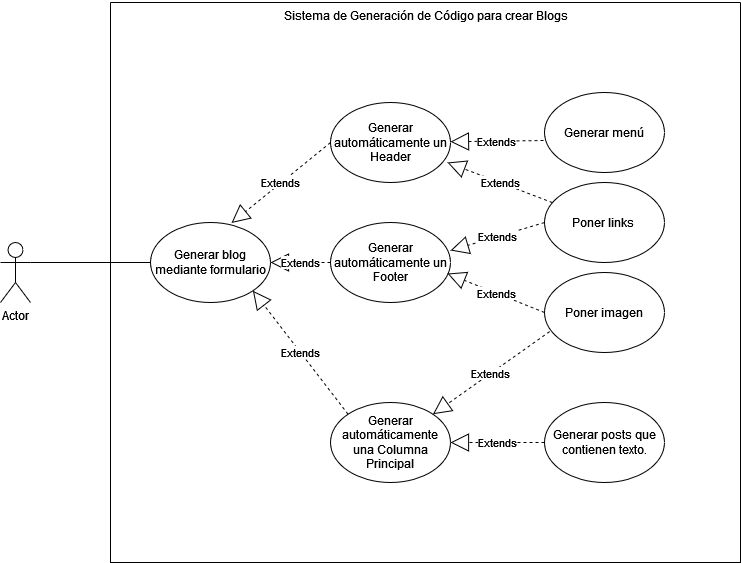 Sistema de Generación de Código para crear Blogs
Generar
automáticamente un
Header
Extends
Generar menú
Extends
Extends
Poner links
Generar blog
mediante formulario
Extends
Generar
automáticamente un
Footer
Extends
Extends
Poner imagen
Actor
Extends
Extends
Generar
automáticamente
una Columna
Principal
Extends
Generar posts que
contienen texto.